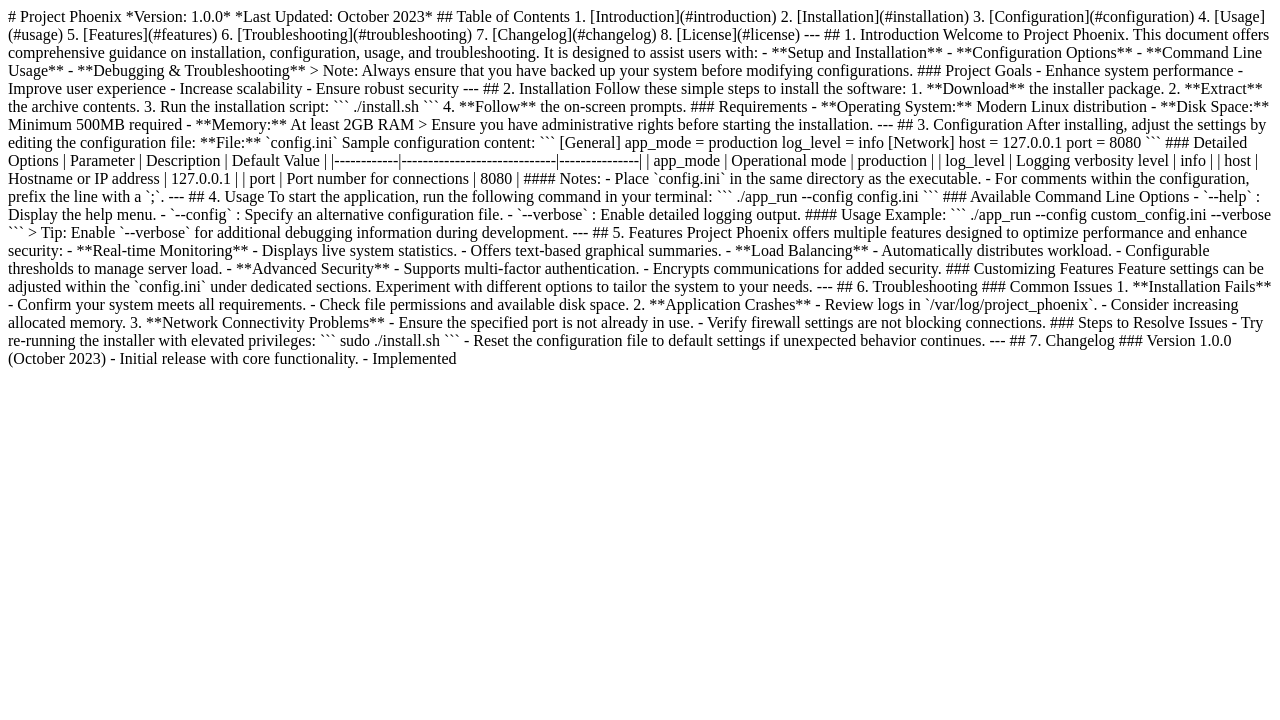 # Project Phoenix *Version: 1.0.0* *Last Updated: October 2023* ## Table of Contents 1. [Introduction](#introduction) 2. [Installation](#installation) 3. [Configuration](#configuration) 4. [Usage]
(#usage) 5. [Features](#features) 6. [Troubleshooting](#troubleshooting) 7. [Changelog](#changelog) 8. [License](#license) --- ## 1. Introduction Welcome to Project Phoenix. This document offers
comprehensive guidance on installation, configuration, usage, and troubleshooting. It is designed to assist users with: - **Setup and Installation** - **Configuration Options** - **Command Line
Usage** - **Debugging & Troubleshooting** > Note: Always ensure that you have backed up your system before modifying configurations. ### Project Goals - Enhance system performance -
Improve user experience - Increase scalability - Ensure robust security --- ## 2. Installation Follow these simple steps to install the software: 1. **Download** the installer package. 2. **Extract**
the archive contents. 3. Run the installation script: ``` ./install.sh ``` 4. **Follow** the on-screen prompts. ### Requirements - **Operating System:** Modern Linux distribution - **Disk Space:**
Minimum 500MB required - **Memory:** At least 2GB RAM > Ensure you have administrative rights before starting the installation. --- ## 3. Configuration After installing, adjust the settings by
editing the configuration file: **File:** `config.ini` Sample configuration content: ``` [General] app_mode = production log_level = info [Network] host = 127.0.0.1 port = 8080 ``` ### Detailed
Options | Parameter | Description | Default Value | |------------|-----------------------------|---------------| | app_mode | Operational mode | production | | log_level | Logging verbosity level | info | | host |
Hostname or IP address | 127.0.0.1 | | port | Port number for connections | 8080 | #### Notes: - Place `config.ini` in the same directory as the executable. - For comments within the configuration,
prefix the line with a `;`. --- ## 4. Usage To start the application, run the following command in your terminal: ``` ./app_run --config config.ini ``` ### Available Command Line Options - `--help` :
Display the help menu. - `--config` : Specify an alternative configuration file. - `--verbose` : Enable detailed logging output. #### Usage Example: ``` ./app_run --config custom_config.ini --verbose
``` > Tip: Enable `--verbose` for additional debugging information during development. --- ## 5. Features Project Phoenix offers multiple features designed to optimize performance and enhance
security: - **Real-time Monitoring** - Displays live system statistics. - Offers text-based graphical summaries. - **Load Balancing** - Automatically distributes workload. - Configurable
thresholds to manage server load. - **Advanced Security** - Supports multi-factor authentication. - Encrypts communications for added security. ### Customizing Features Feature settings can be
adjusted within the `config.ini` under dedicated sections. Experiment with different options to tailor the system to your needs. --- ## 6. Troubleshooting ### Common Issues 1. **Installation Fails**
- Confirm your system meets all requirements. - Check file permissions and available disk space. 2. **Application Crashes** - Review logs in `/var/log/project_phoenix`. - Consider increasing
allocated memory. 3. **Network Connectivity Problems** - Ensure the specified port is not already in use. - Verify firewall settings are not blocking connections. ### Steps to Resolve Issues - Try
re-running the installer with elevated privileges: ``` sudo ./install.sh ``` - Reset the configuration file to default settings if unexpected behavior continues. --- ## 7. Changelog ### Version 1.0.0
(October 2023) - Initial release with core functionality. - Implemented